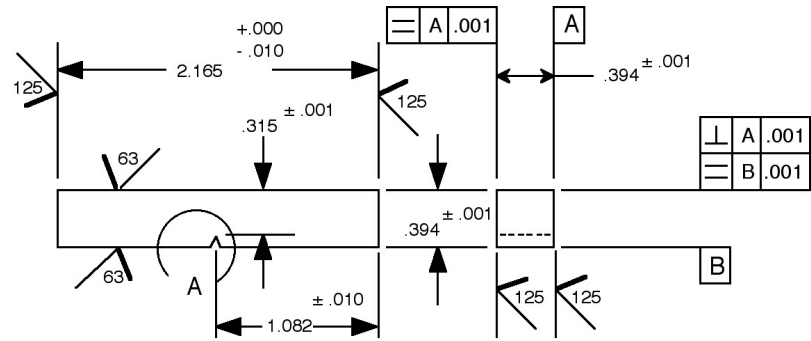 +.000
- .010
2.165
A .001
A
.394 ± .001
125
125
.315 ± .001
63
A .001
B .001
.394 ± .001
63
A
B
± .010
1.082
125
125